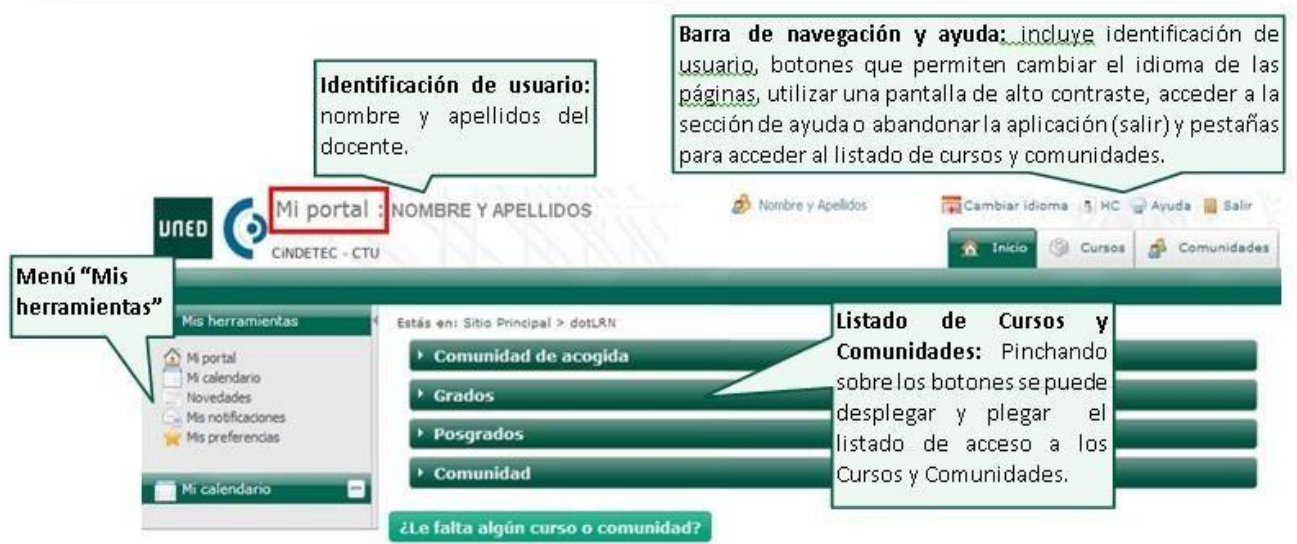 Barra de navegación y ayuda: incluye identificación de
usuario, botones que permiten cambiar el idioma de las
páginas, utilizar una pantalla de alto contraste, acceder a la
sección de ayuda o abandonar la aplicación (salir) y pestañas
para acceder al listado de cursos y comunidades.
Identificación de usuario:
nombre y apellidos del
docente.
UNED
Mi portal : NOMBRE Y APELLIDOS
CiNDETEC - CTU
Nombre y Apellidos
Cambiar idioma HC Ayuda Salir
Inicio Cursos Comunidades
Menú “Mis
herramientas”
Mis herramientas
Mi portal
Mi calendario
Novedades
Mis notificaciones
Mis preferencias
Mi calendario
Estás en: Sitio Principal > dotLRN
Comunidad de acogida
Grados
Posgrados
Comunidad
Listado de Cursos y
Comunidades: Pinchando
sobre los botones se puede
desplegar y plegar el
listado de acceso a los
Cursos y Comunidades.
¿Le falta algún curso o comunidad?